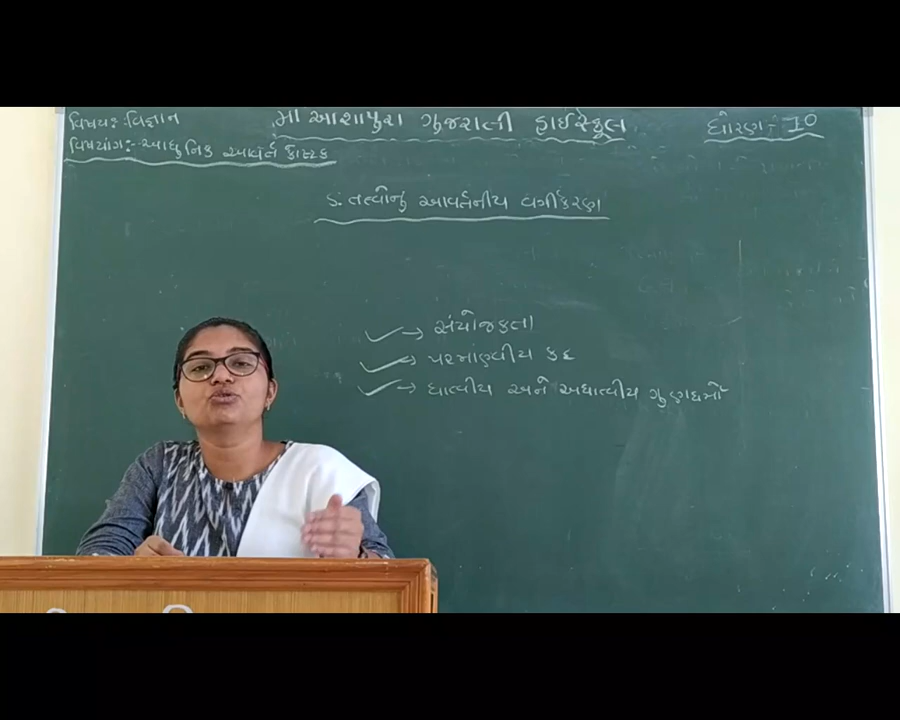 વિષય: વિજ્ઞાન
મા આશાપુરા ગુજરાતી હાઈસ્કૂલ
ધોરણ :- 10
વિષયાંગ:- આધુનિક આવર્ત કોષ્ટક
5. તત્વોનું આવર્તનીય વર્ગીકરણ
✓ → સંયોજકતા
✓ → પરમાણ્વીય કદ
✓ → ધાત્વીય અને અધાત્વીય ગુણધર્મો